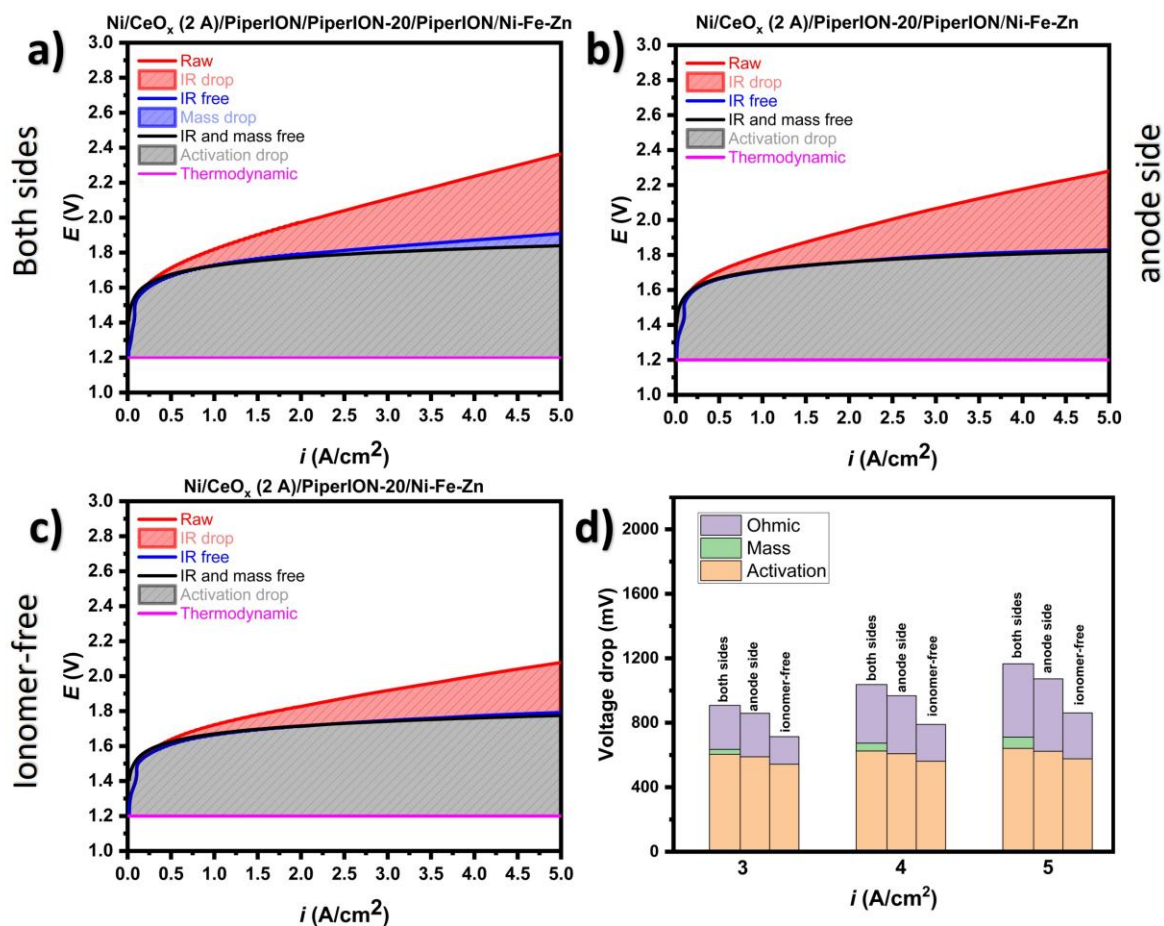 Ni/CeOx (2 A)/PiperION/PiperION-20/PiperION/Ni-Fe-Zn
a)
Both sides
E (V)
3.0
2.8
2.6
2.4
2.2
2.0
1.8
1.6
1.4
1.2
1.0
Raw
IR drop
IR free
Mass drop
IR and mass free
Activation drop
Thermodynamic
0.0 0.5 1.0 1.5 2.0 2.5 3.0 3.5 4.0 4.5 5.0
i (A/cm2)
Ni/CeOx (2 A)/PiperION-20/PiperION/Ni-Fe-Zn
b)
anode side
E (V)
3.0
2.8
2.6
2.4
2.2
2.0
1.8
1.6
1.4
1.2
1.0
Raw
IR drop
IR free
IR and mass free
Activation drop
Thermodynamic
0.0 0.5 1.0 1.5 2.0 2.5 3.0 3.5 4.0 4.5 5.0
i (A/cm2)
Ni/CeOx (2 A)/PiperION-20/Ni-Fe-Zn
c)
Ionomer-free
E (V)
3.0
2.8
2.6
2.4
2.2
2.0
1.8
1.6
1.4
1.2
1.0
Raw
IR drop
IR free
IR and mass free
Activation drop
Thermodynamic
0.0 0.5 1.0 1.5 2.0 2.5 3.0 3.5 4.0 4.5 5.0
i (A/cm2)
d)
Voltage drop (mV)
2000
1600
1200
800
400
0
Ohmic
Mass
Activation
both sides
anode side
ionomer-free
both sides
anode side
ionomer-free
both sides
anode side
ionomer-free
3 4 5
i (A/cm2)